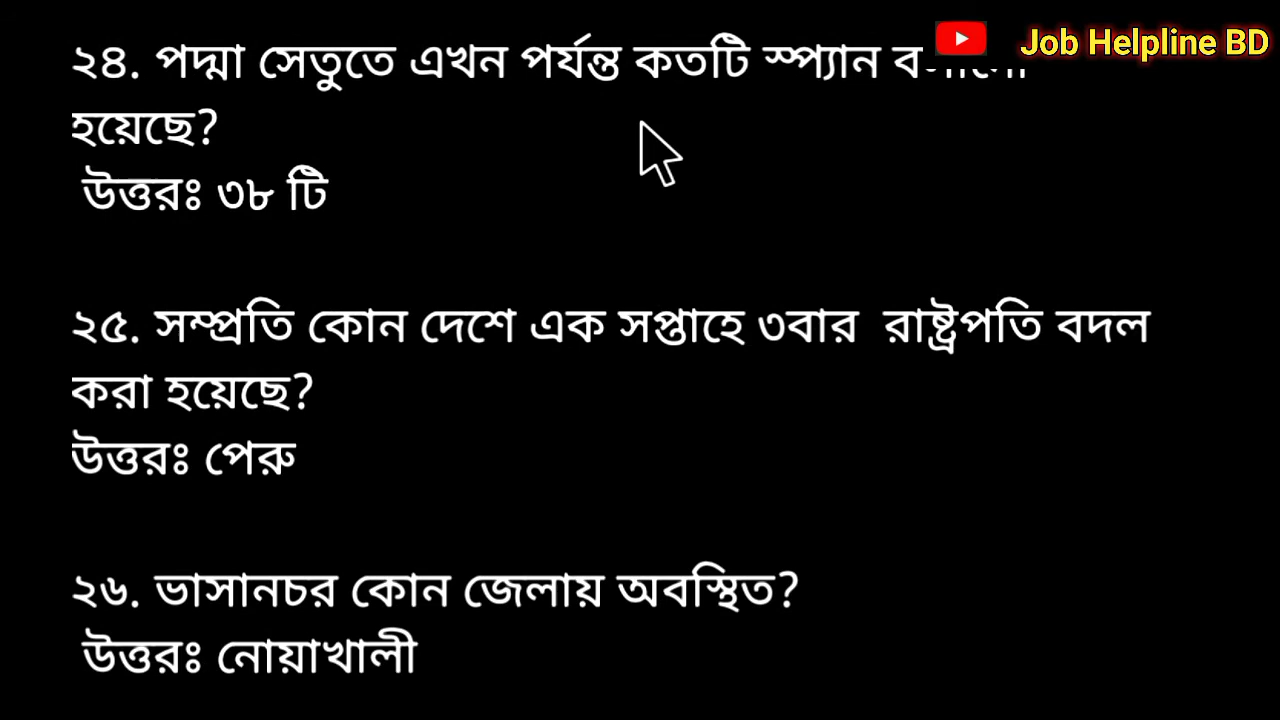 Job Helpline BD
২৪. পদ্মা সেতুতে এখন পর্যন্ত কতটি স্প্যান
হয়েছে?
উত্তরঃ ৩৮ টি
২৫. সম্প্রতি কোন দেশে এক সপ্তাহে ৩বার রাষ্ট্রপতি বদল
করা হয়েছে?
উত্তরঃ পেরু
২৬. ভাসানচর কোন জেলায় অবস্থিত?
উত্তরঃ নোয়াখালী